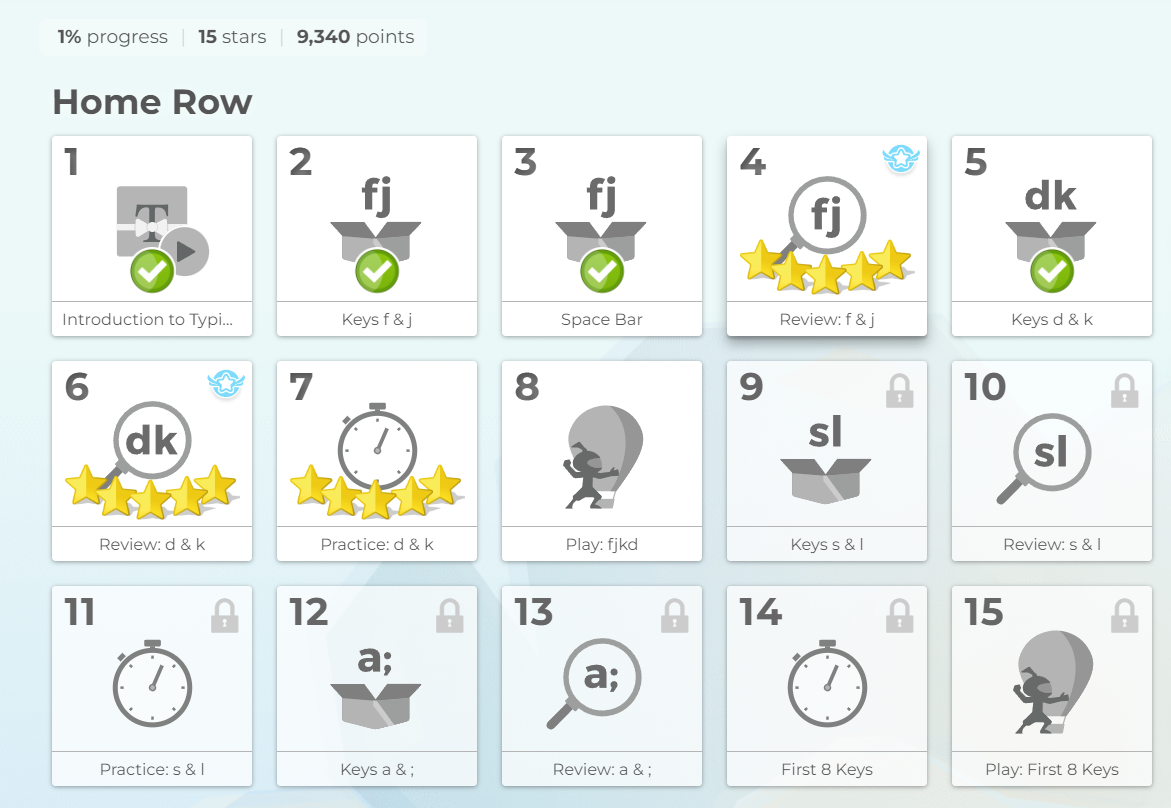 1% progress | 15 stars | 9,340 points
Home Row
1
T
Introduction to Typi...
2
fj
Keys f & j
3
fj
Space Bar
4
fj
Review: f & j
5
dk
Keys d & k
6
dk
Review: d & k
7
Practice: d & k
8
Play: fjkd
9
sl
Keys s & l
10
sl
Review: s & l
11
Practice: s & l
12
a;
Keys a & ;
13
a;
Review: a & ;
14
First 8 Keys
15
Play: First 8 Keys